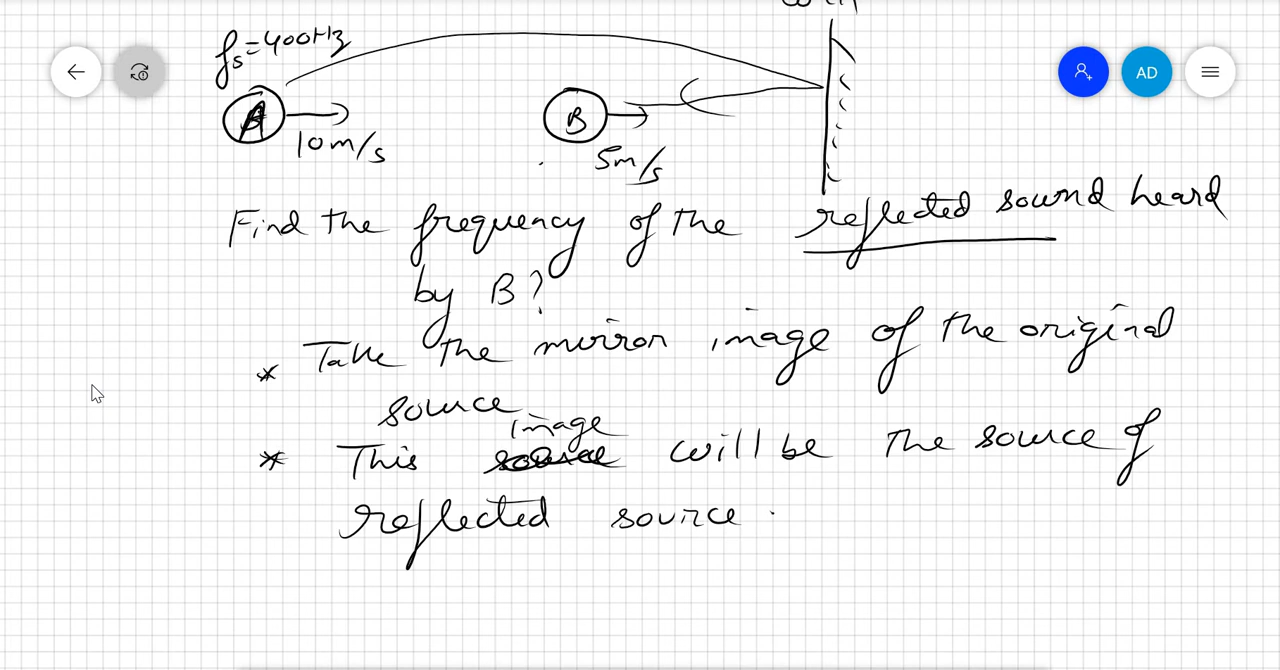 fs=400Hz
A
B
AD
10m/s
5m/s
Find the frequency of the reflected sound heard
by B?
* Take the mirror image of the original
source
* This image will be the source of
reflected source.